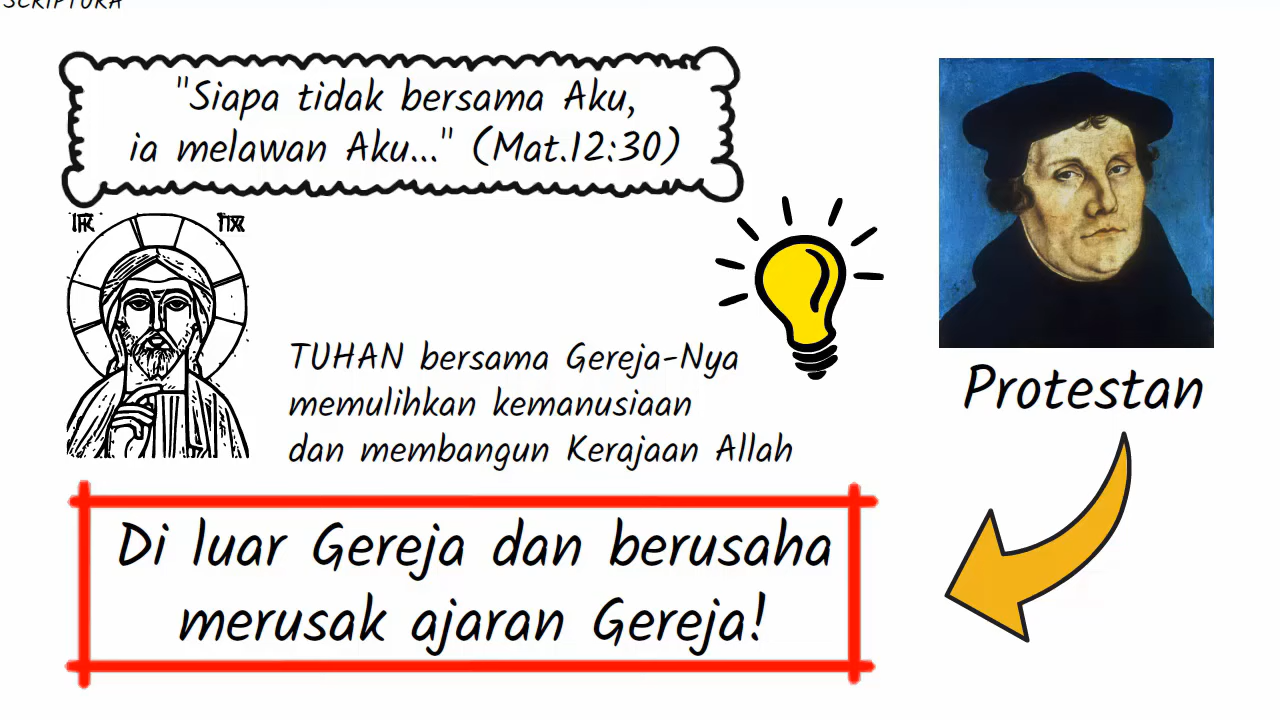 SCRIPTURA
"Siapa tidak bersama Aku,
ia melawan Aku..." (Mat.12:30)
TUHAN bersama Gereja-Nya
memulihkan kemanusiaan
dan membangun Kerajaan Allah
Protestan
Di luar Gereja dan berusaha
merusak ajaran Gereja!